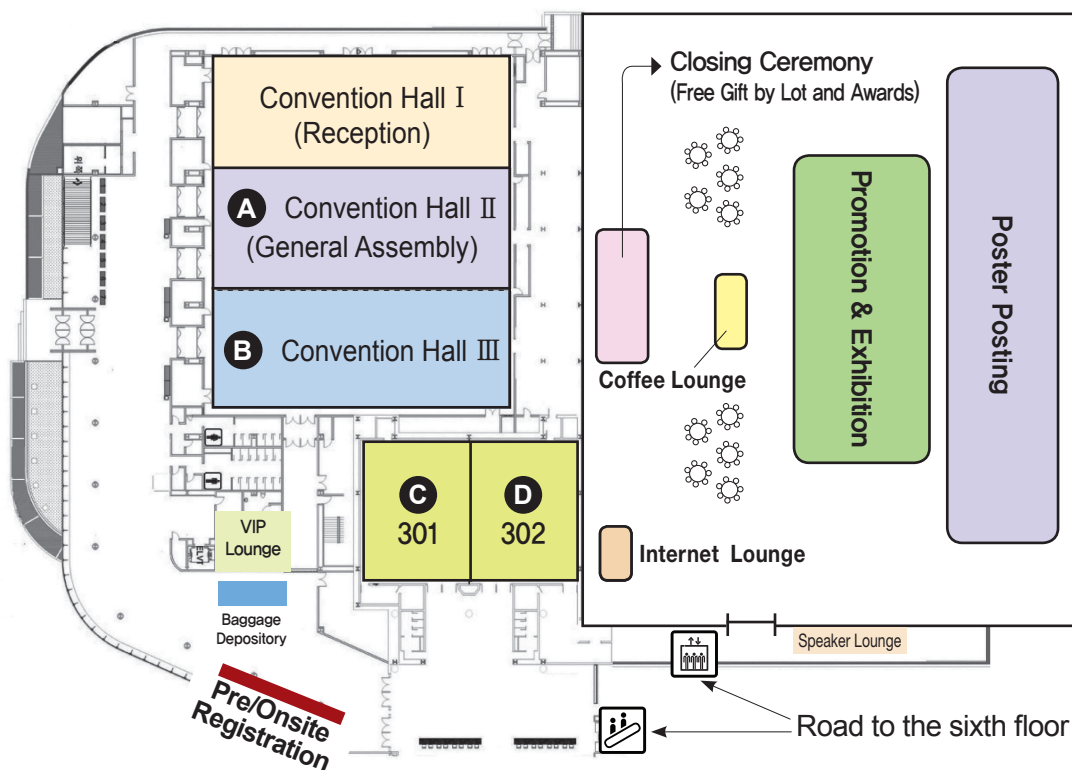 Convention Hall Ⅰ
(Reception)
A Convention Hall Ⅱ
(General Assembly)
B Convention Hall Ⅲ
C
301
D
302
VIP
Lounge
ELVT
Baggage
Depository
Pre/Onsite
Registration
Closing Ceremony
(Free Gift by Lot and Awards)
Coffee Lounge
Promotion & Exhibition
Poster Posting
Internet Lounge
Speaker Lounge
Road to the sixth floor